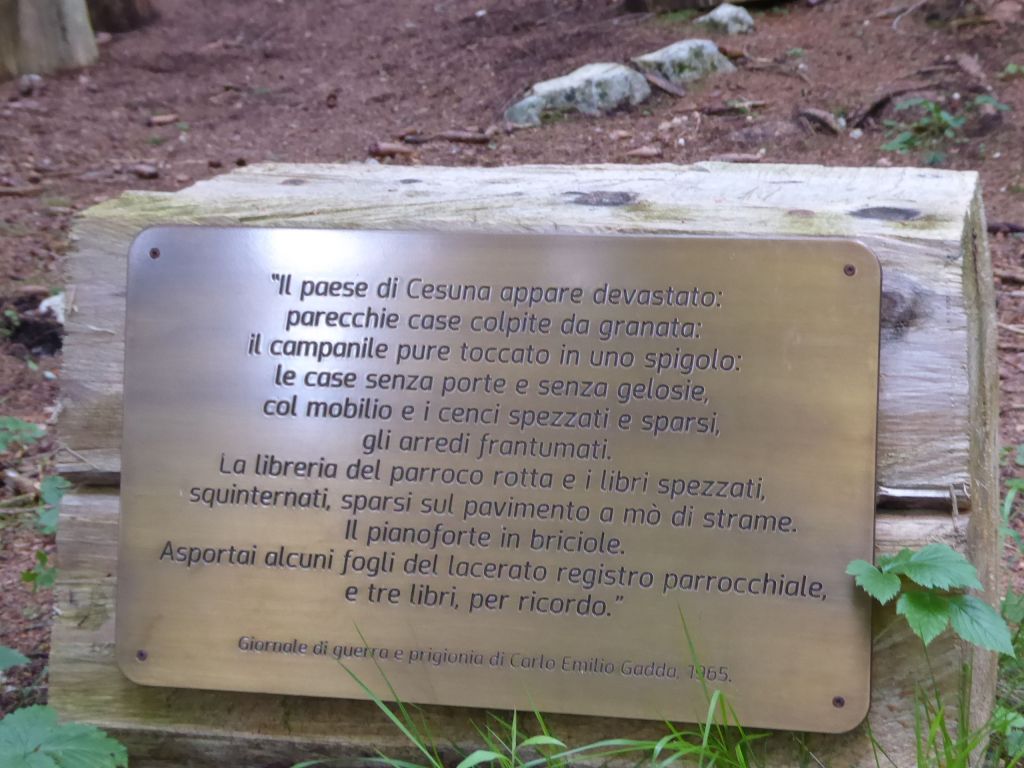 "Il paese di Cesuna appare devastato:
parecchie case colpite da granata:
il campanile pure toccato in uno spigolo:
le case senza porte e senza gelosie,
col mobilio e i cenci spezzati e sparsi,
gli arredi frantumati.
La libreria del parroco rotta e i libri spezzati,
squinternati, sparsi sul pavimento a mò di strame.
Il pianoforte in briciole.
Asportai alcuni fogli del lacerato registro parrocchiale,
e tre libri, per ricordo."
Giornale di guerra e prigionia di Carlo Emilio Gadda, 1965.